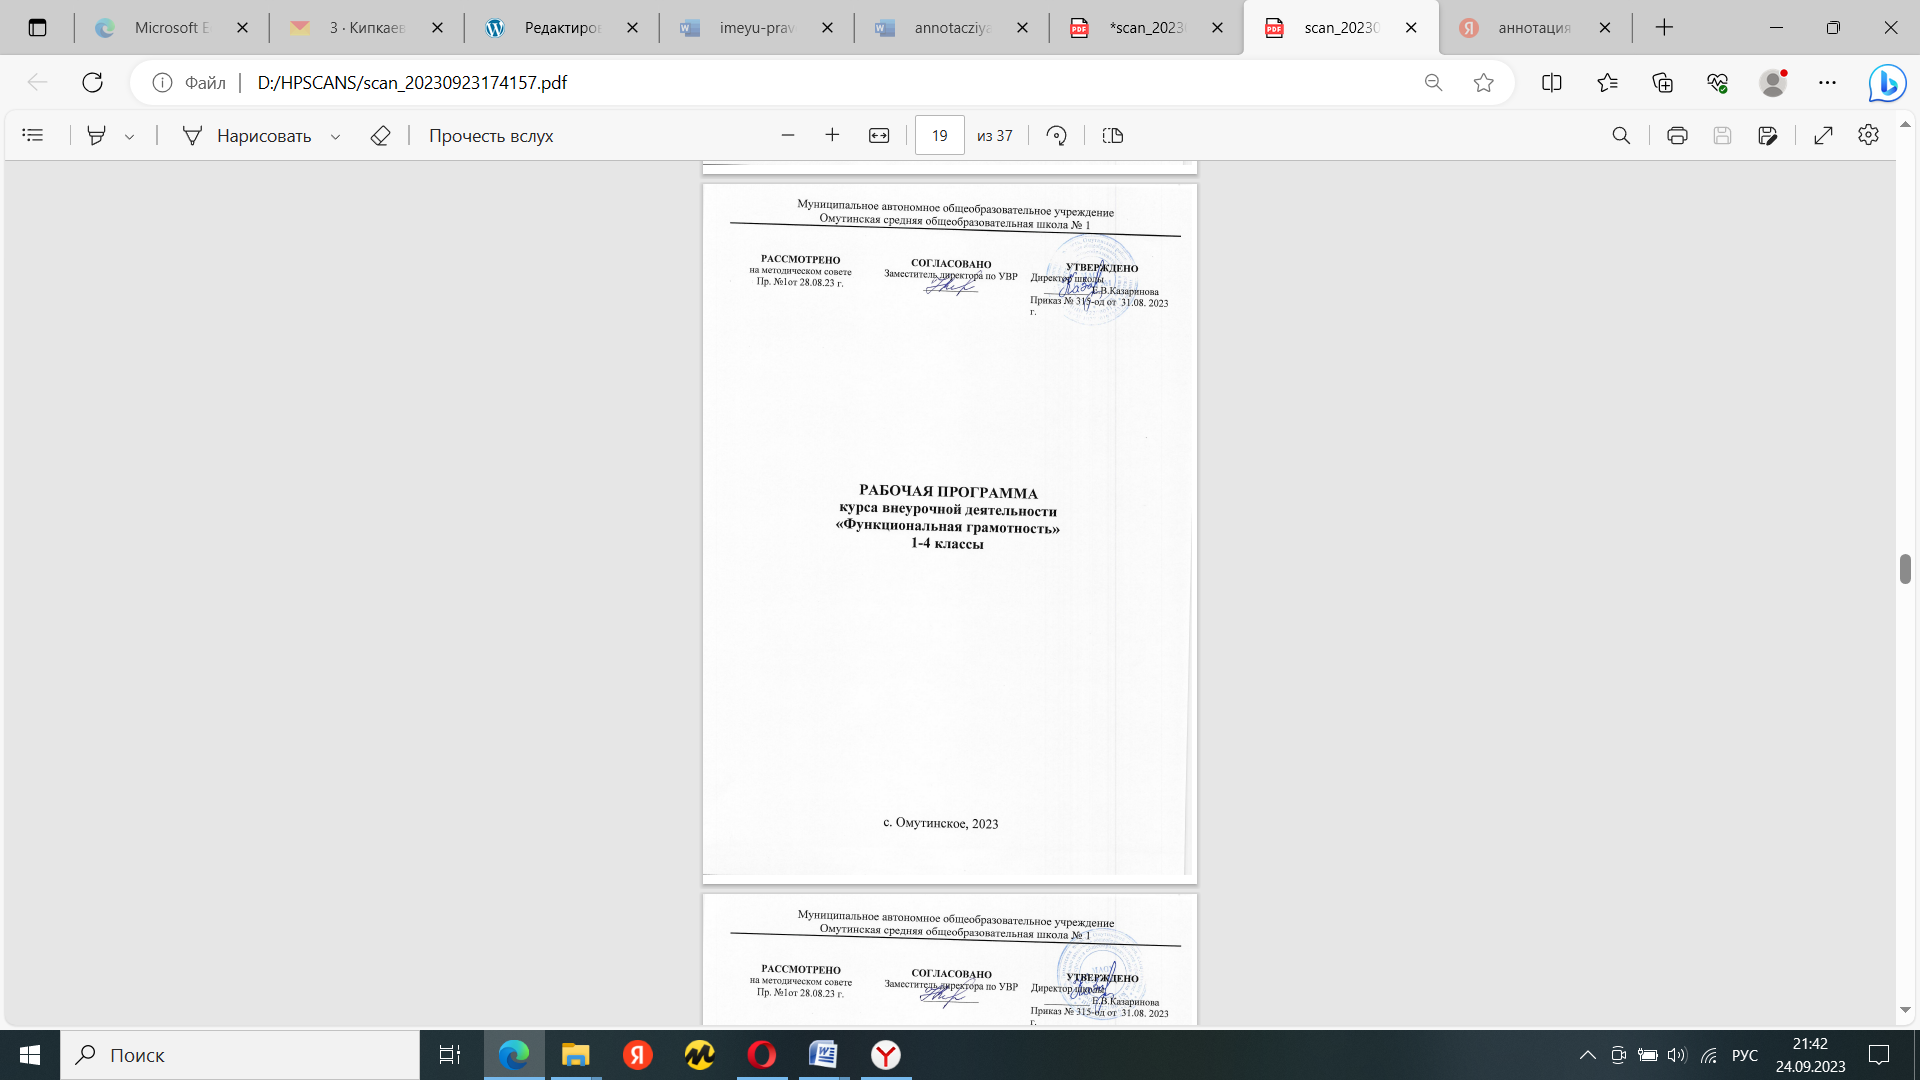 Microsoft E
3 · Кипкаев
Редактиро
imeyu-prav
annotacziya
*scan_2023
scan_20230
аннотация
Файл
D:/HPSCANS/scan_20230923174157.pdf
Нарисовать
Прочесть вслух
19
из 37
Муниципальное автономное общеобразовательное учреждение
Омутинская средняя общеобразовательная школа № 1
РАССМОТРЕНО
на методическом совете
Пр. №1от 28.08.23 г.
СОГЛАСОВАНО
Заместитель директора по УВР
УТВЕРЖДЕНО
Директор школы
Е.В.Казаринова
Приказ № 315-од от 31.08. 2023
г.
РАБОЧАЯ ПРОГРАММА
курса внеурочной деятельности
«Функциональная грамотность»
1-4 классы
с. Омутинское, 2023
Муниципальное автономное общеобразовательное учреждение
Омутинская средняя общеобразовательная школа № 1
РАССМОТРЕНО
на методическом совете
Пр. №1от 28.08.23 г.
СОГЛАСОВАНО
Заместитель директора по УВР
УТВЕРЖДЕНО
Директор школы
Е.В.Казаринова
Приказ № 315-од от 31.08. 2023
г.
Поиск
РУС
21:42
24.09.2023